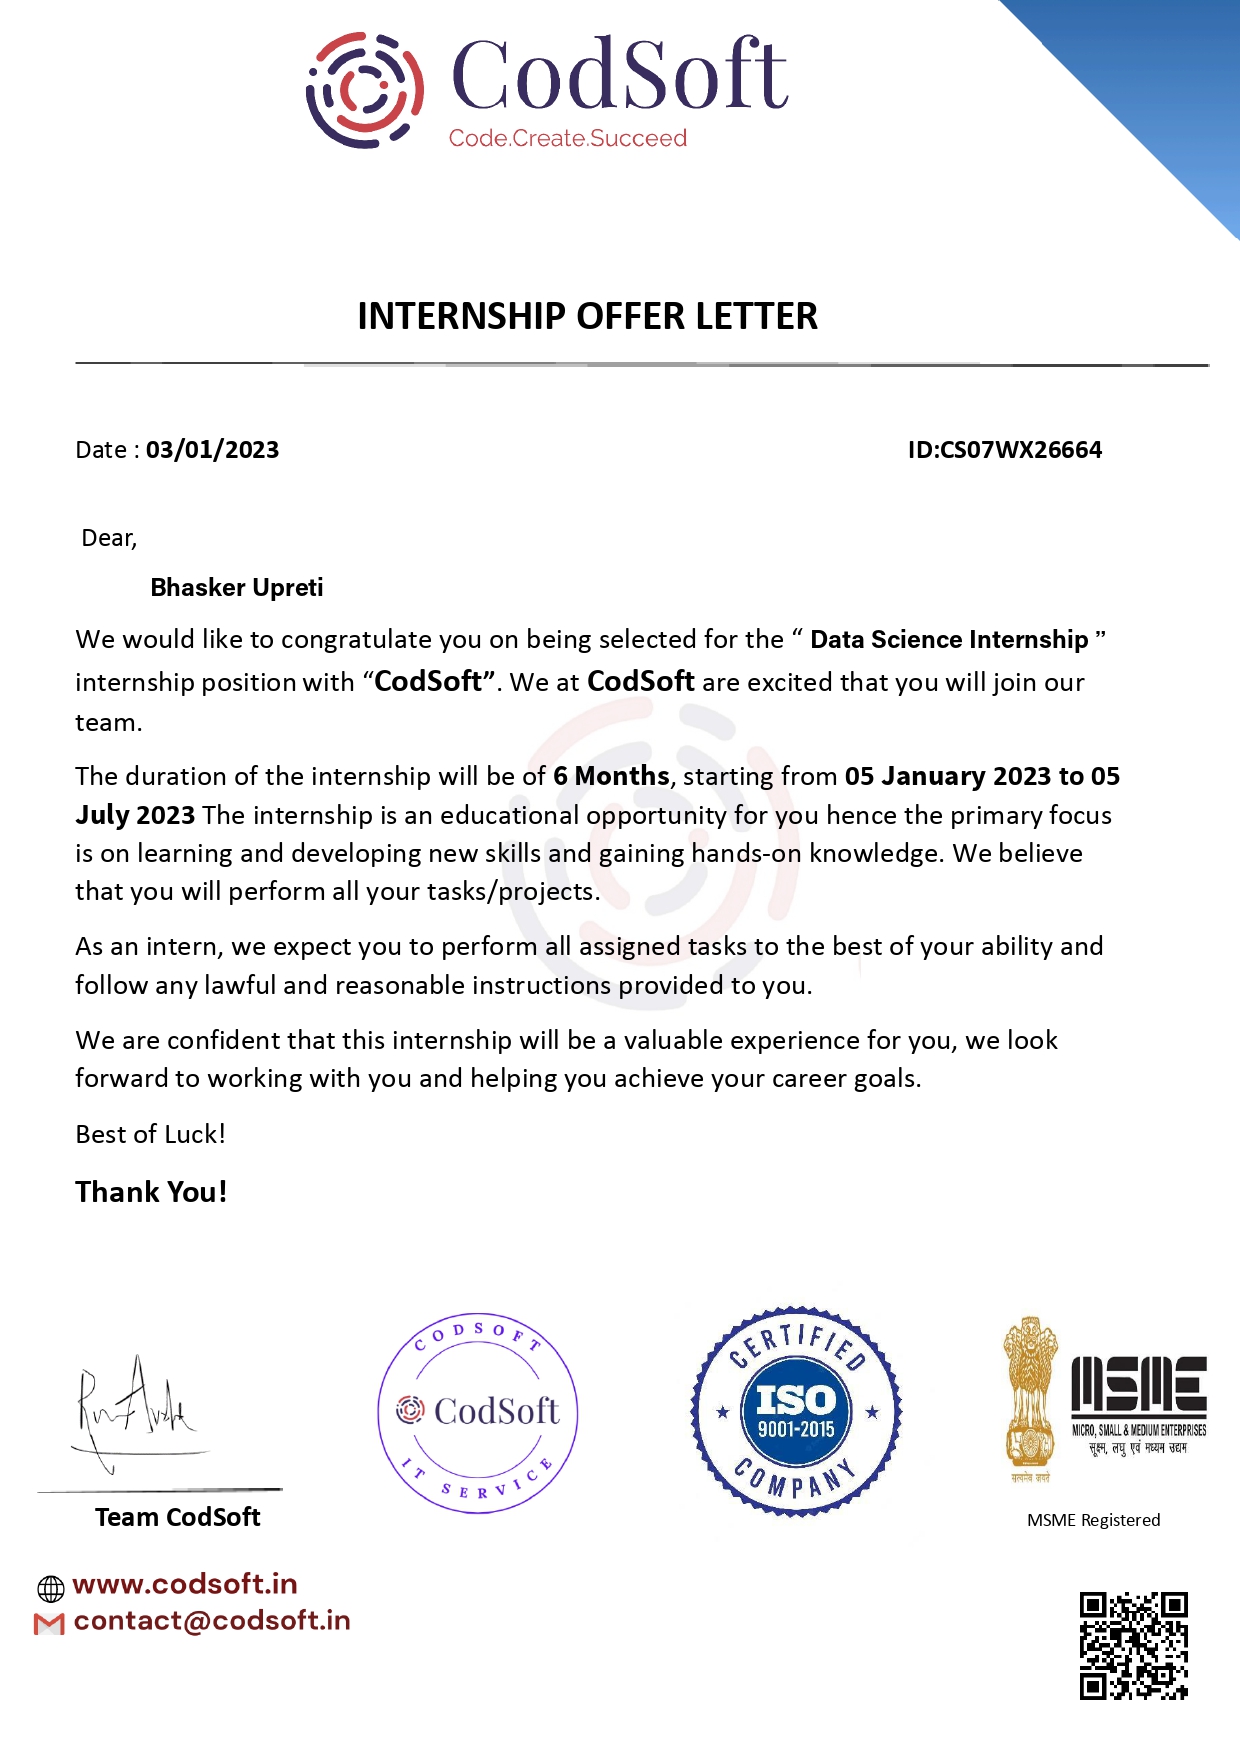 CodSoft
Code.Create.Succeed
INTERNSHIP OFFER LETTER
Date : 03/01/2023 ID:CS07WX26664
Dear,
Bhasker Upreti
We would like to congratulate you on being selected for the “ Data Science Internship ”
internship position with “CodSoft”. We at CodSoft are excited that you will join our
team.
The duration of the internship will be of 6 Months, starting from 05 January 2023 to 05
July 2023 The internship is an educational opportunity for you hence the primary focus
is on learning and developing new skills and gaining hands-on knowledge. We believe
that you will perform all your tasks/projects.
As an intern, we expect you to perform all assigned tasks to the best of your ability and
follow any lawful and reasonable instructions provided to you.
We are confident that this internship will be a valuable experience for you, we look
forward to working with you and helping you achieve your career goals.
Best of Luck!
Thank You!
Team CodSoft
CODSOFT
CodSoft
IT SERVICE
CERTIFIED
ISO
9001-2015
COMPANY
सत्यमेव जयते
MSME
MICRO, SMALL & MEDIUM ENTERPRISES
सूक्ष्म, लघु एवं मध्यम उद्यम
MSME Registered
www.codsoft.in
contact@codsoft.in